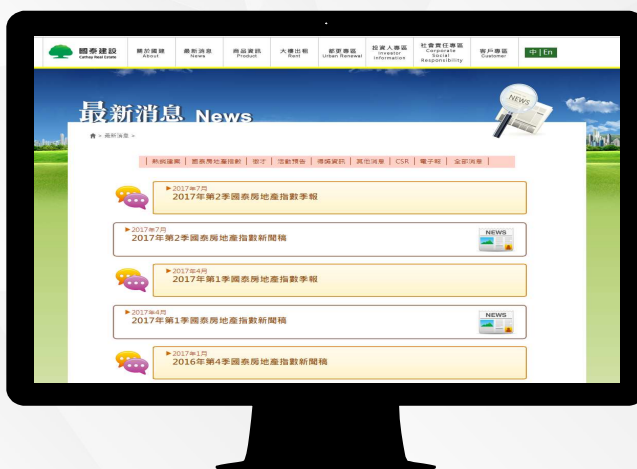 國泰建設
Cathay Real Estate
關於國建
About
最新消息
News
商品資訊
Product
大樓出租
Rent
都更專區
Urban Renewal
投資人專區
Investor
Information
社會責任專區
Corporate
Social
Responsibility
客戶專區
Customer
中|En
最新消息 News
NEWS
» 最新消息 »
| 熱銷建案 | 國泰房地產指數 | 徵才 | 活動預告 | 得獎資訊 | 其他消息 | CSR | 電子報 | 全部消息 |
▶2017年7月
2017年第2季國泰房地產指數季報
▶2017年7月
2017年第2季國泰房地產指數新聞稿
NEWS
▶2017年4月
2017年第1季國泰房地產指數季報
▶2017年4月
2017年第1季國泰房地產指數新聞稿
NEWS
▶2017年1月
2016年第4季國泰房地產指數新聞稿